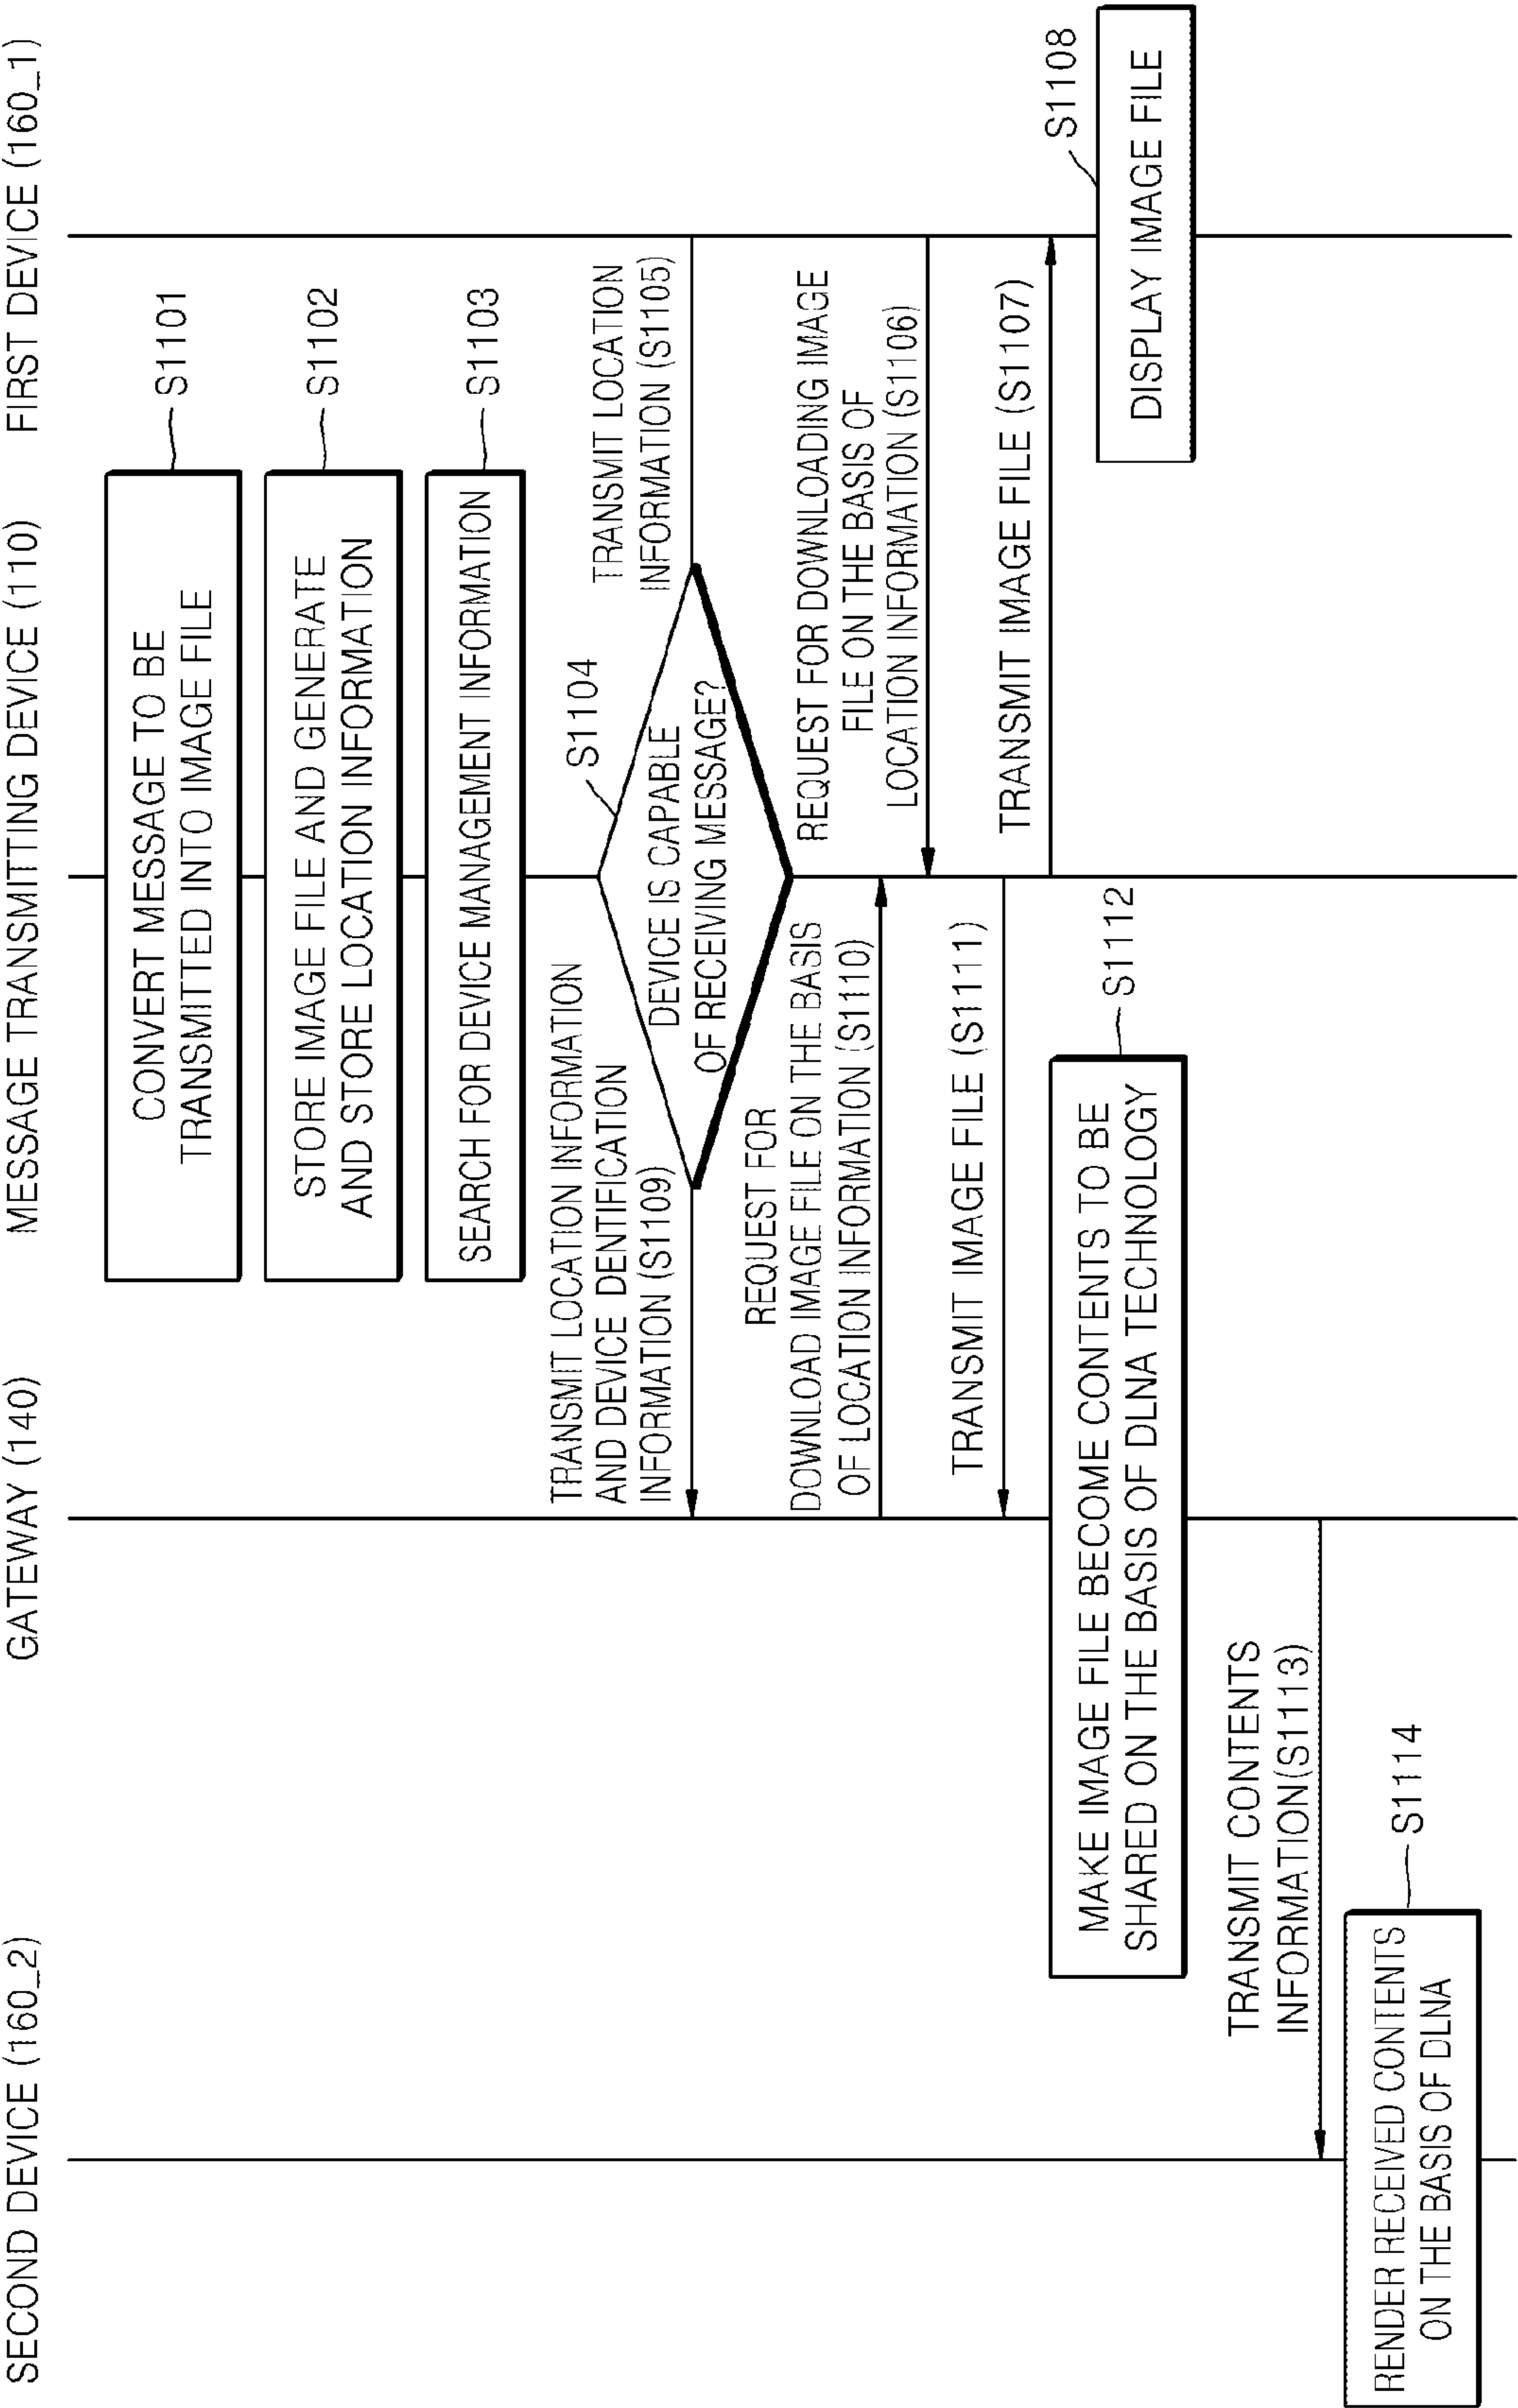 SECOND DEVICE (160_2)
GATEWAY (140)
MESSAGE TRANSMITTING DEVICE (110)
FIRST DEVICE (160_1)
CONVERT MESSAGE TO BE
TRANSMITTED INTO IMAGE FILE
S1101
STORE IMAGE FILE AND GENERATE
AND STORE LOCATION INFORMATION
S1102
SEARCH FOR DEVICE MANAGEMENT INFORMATION
S1103
S1104
DEVICE IS CAPABLE
OF RECEIVING MESSAGE?
TRANSMIT LOCATION
INFORMATION (S1105)
TRANSMIT LOCATION INFORMATION
AND DEVICE DENTIFICATION
INFORMATION (S1109)
REQUEST FOR DOWNLOADING IMAGE
FILE ON THE BASIS OF
LOCATION INFORMATION (S1106)
REQUEST FOR
DOWNLOAD IMAGE FILE ON THE BASIS
OF LOCATION INFORMATION (S1110)
TRANSMIT IMAGE FILE (S1107)
TRANSMIT IMAGE FILE (S1111)
S1108
DISPLAY IMAGE FILE
S1112
MAKE IMAGE FILE BECOME CONTENTS TO BE
SHARED ON THE BASIS OF DLNA TECHNOLOGY
TRANSMIT CONTENTS
INFORMATION(S1113)
S1114
RENDER RECEIVED CONTENTS
ON THE BASIS OF DLNA